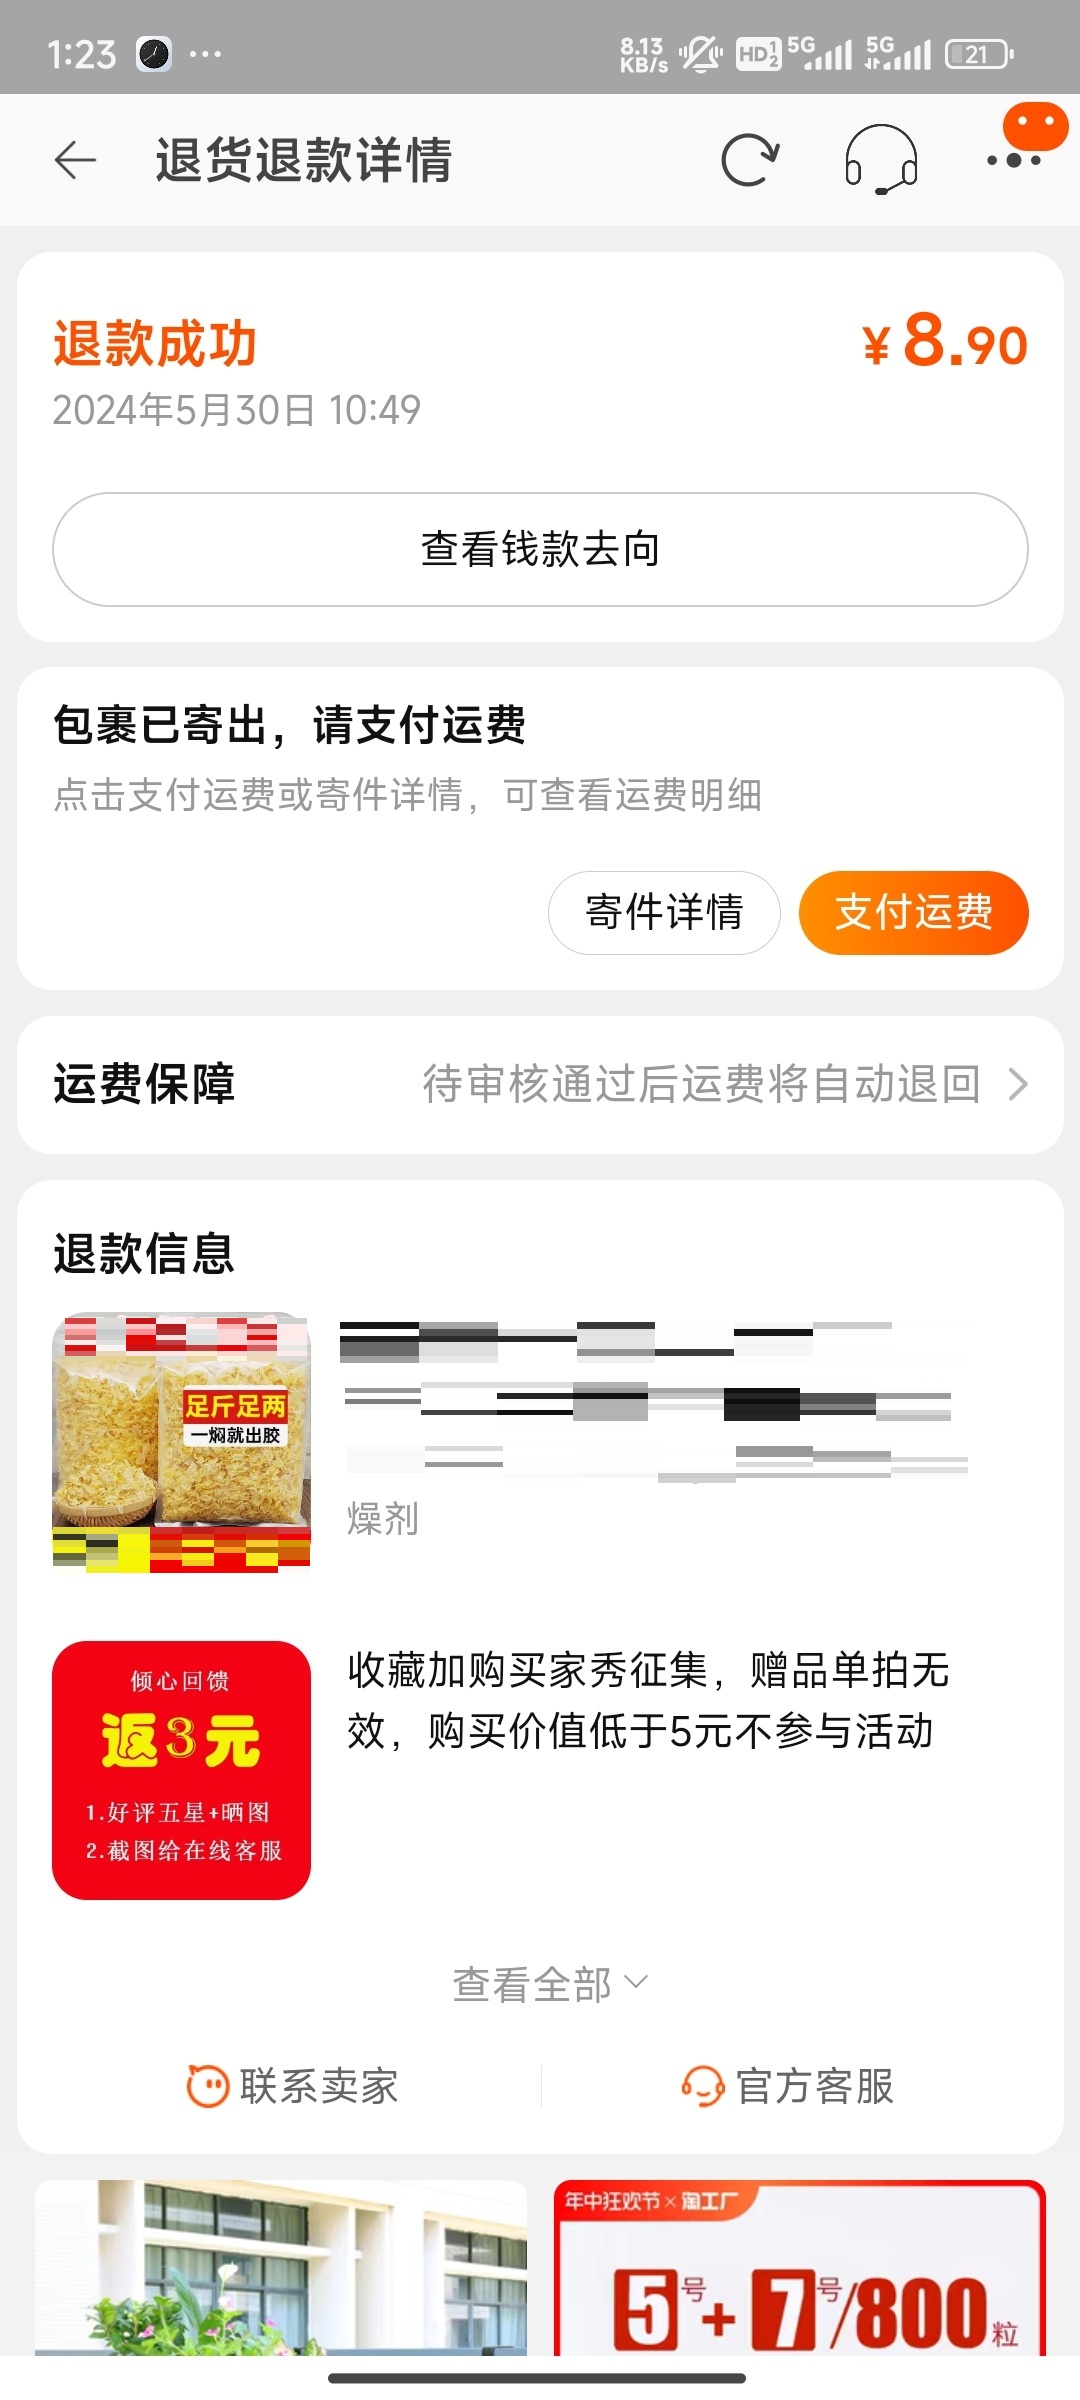 1:23
8.13
KB/s
HD 1 2
5G
5G
21
退货退款详情
退款成功
¥8.90
2024年5月30日 10:49
查看钱款去向
包裹已寄出，请支付运费
点击支付运费或寄件详情，可查看运费明细
寄件详情
支付运费
运费保障
待审核通过后运费将自动退回
退款信息
足斤足两
一焖就出胶
燥剂
倾心回馈
返3元
1.好评五星+晒图
2.截图给在线客服
收藏加购买家秀征集，赠品单拍无
效，购买价值低于5元不参与活动
查看全部
联系卖家
官方客服
年中狂欢节×淘工厂
5号+7号/800粒